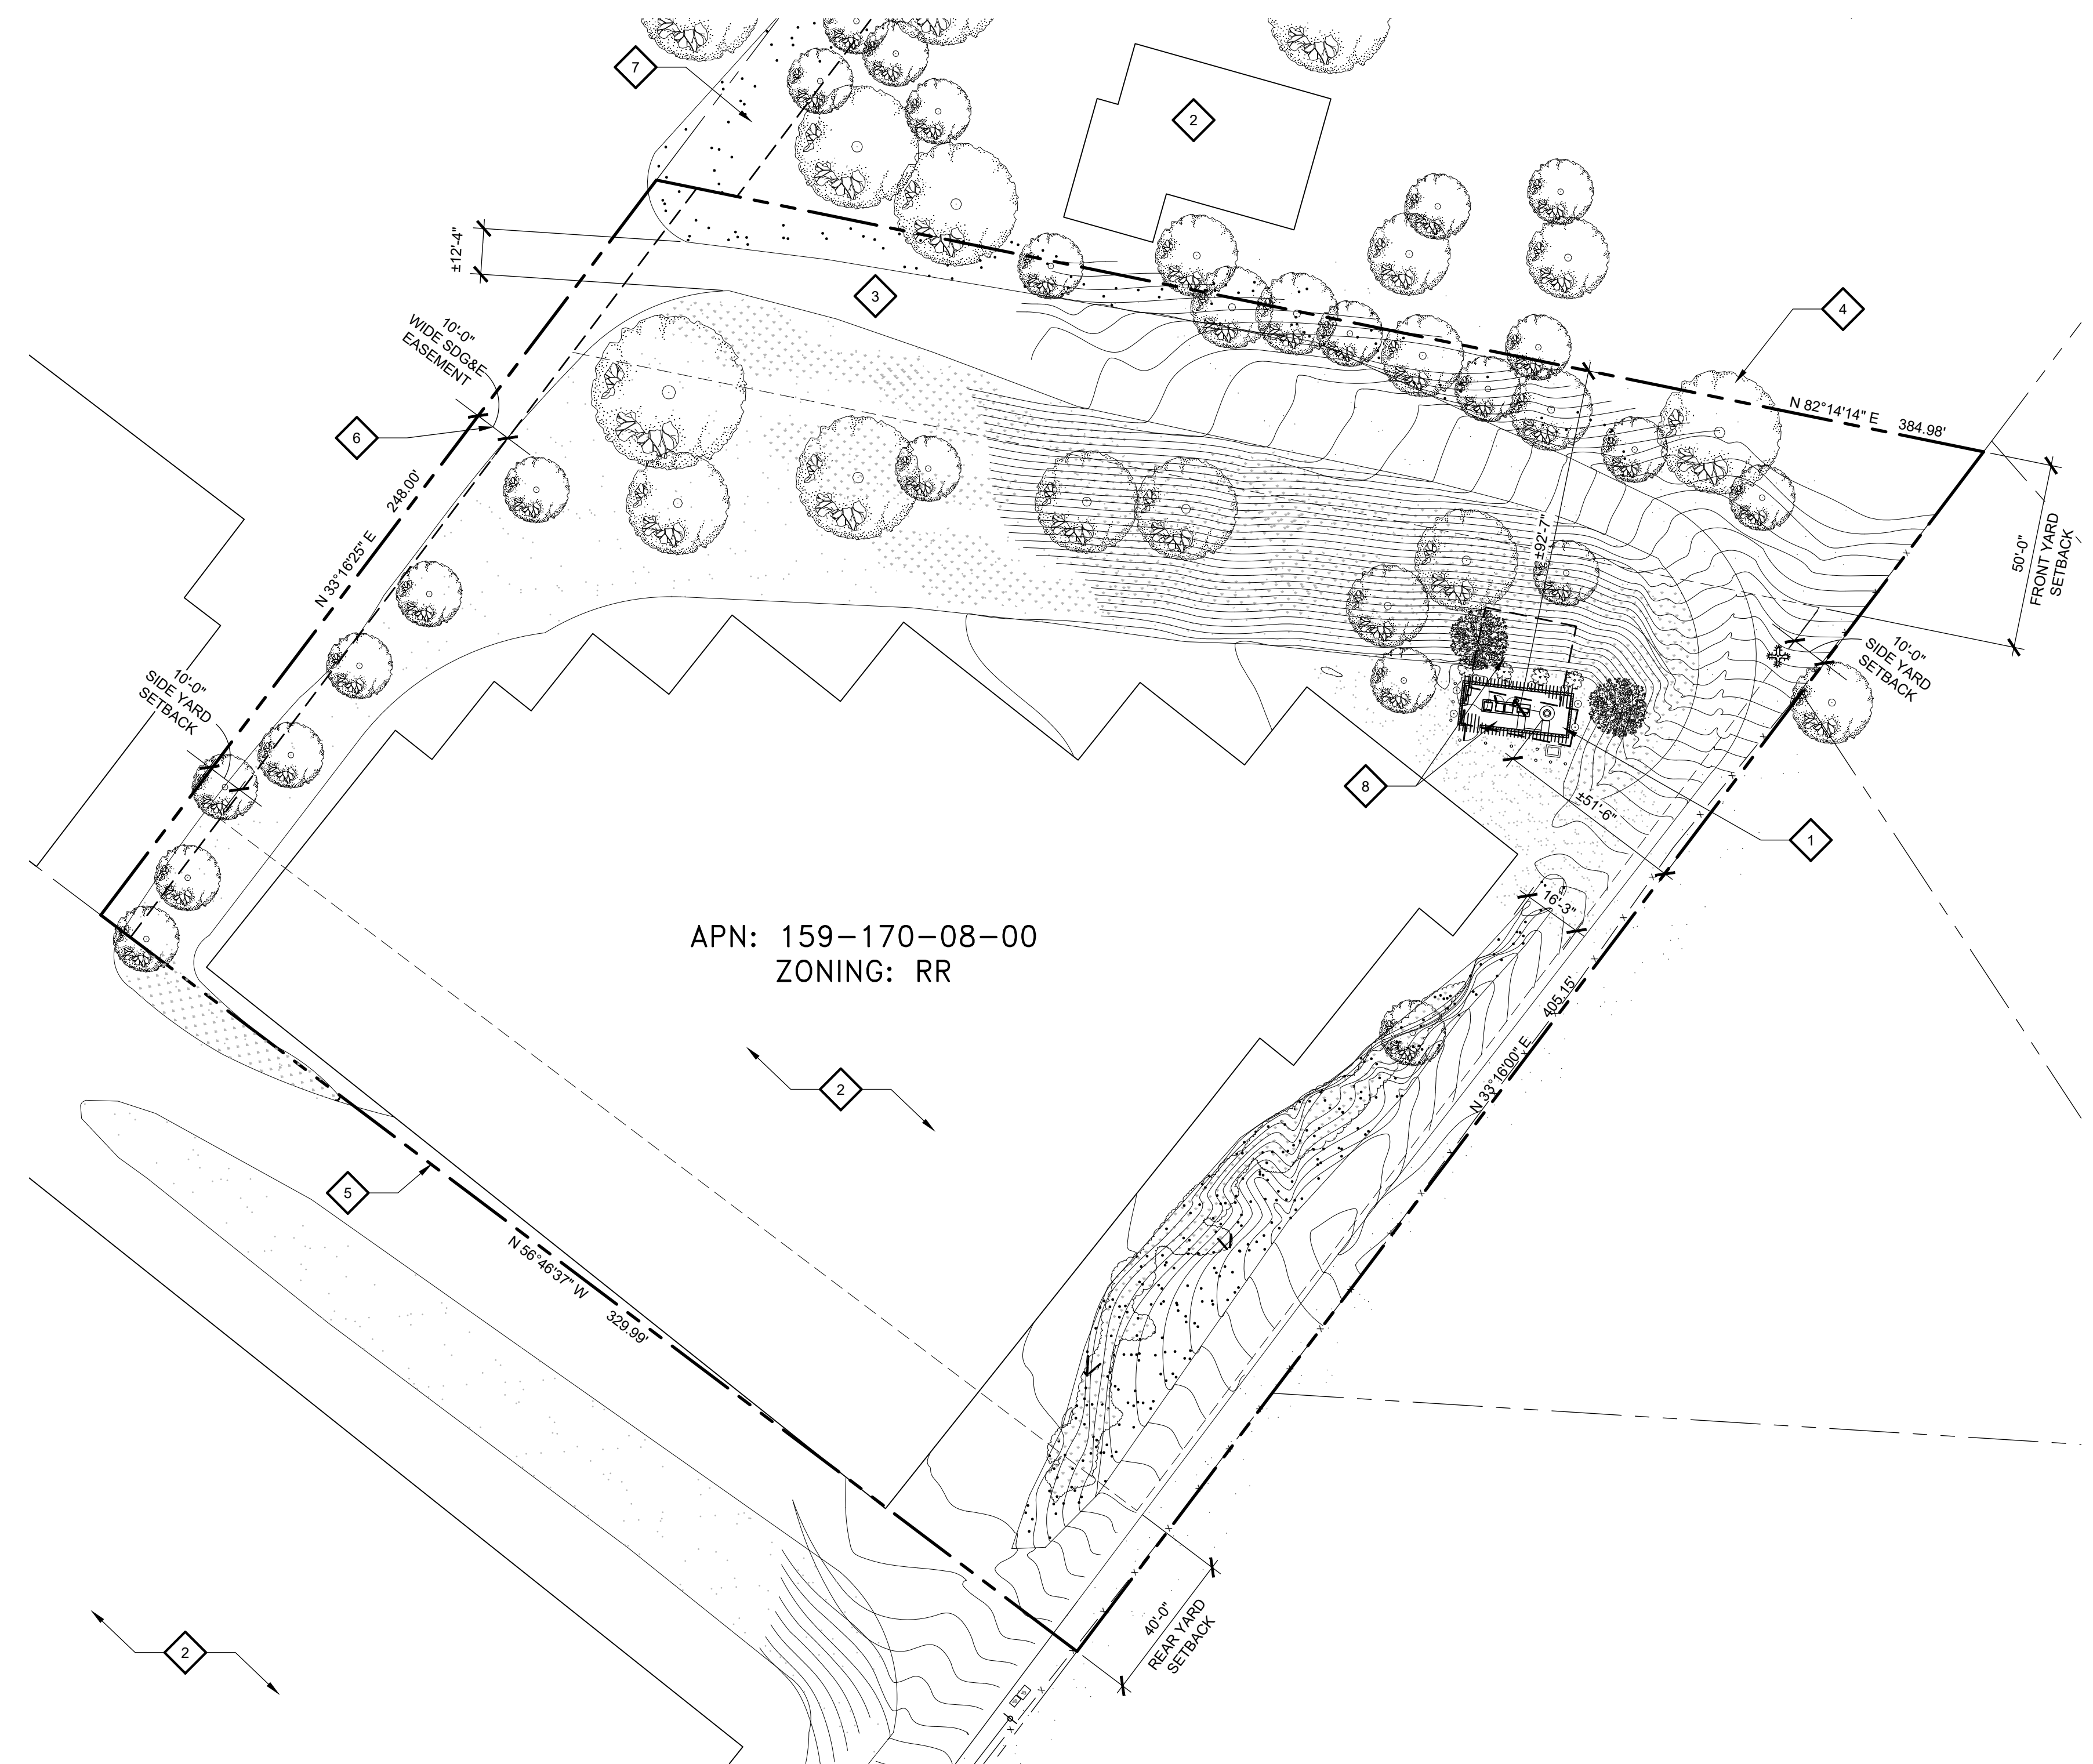 7
2
±12'-4"
3
4
10'-0"
WIDE SDG&E
EASEMENT
N 82°14'14" E
384.98'
6
248.00'
N 33°16'25" E
±92'-7"
50'-0"
FRONT YARD
SETBACK
10'-0"
SIDE YARD
SETBACK
10'-0"
SIDE YARD
SETBACK
8
±51'-6"
1
16'-3"
APN: 159-170-08-00
ZONING: RR
405.15'
N 33°16'00" E
2
5
N 56°46'37" W
329.99'
40'-0"
REAR YARD
SETBACK
2